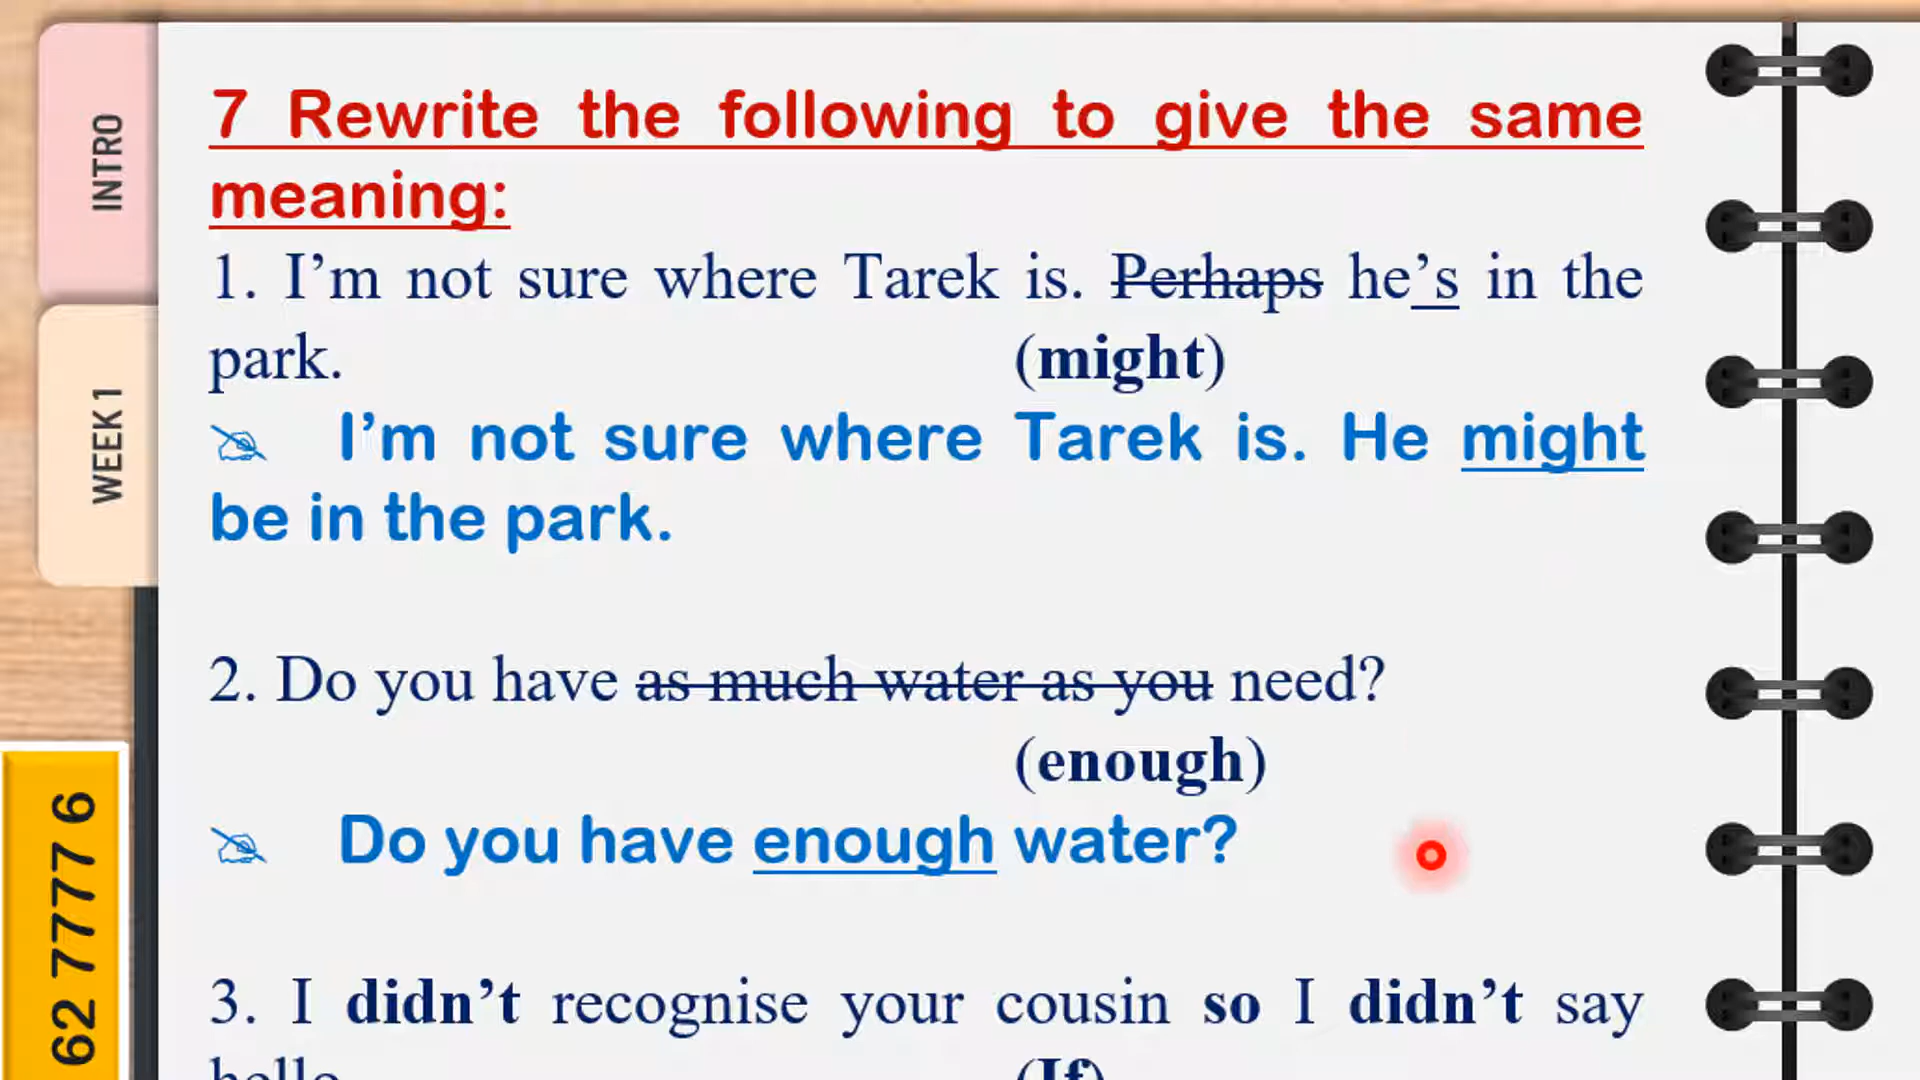 INTRO
WEEK 1
62 7777 6
7 Rewrite the following to give the same
meaning:
1. I’m not sure where Tarek is. Perhaps he’s in the
park. (might)
I’m not sure where Tarek is. He might
be in the park.
2. Do you have as much water as you need?
(enough)
Do you have enough water?
3. I didn’t recognise your cousin so I didn’t say
hello. (If)